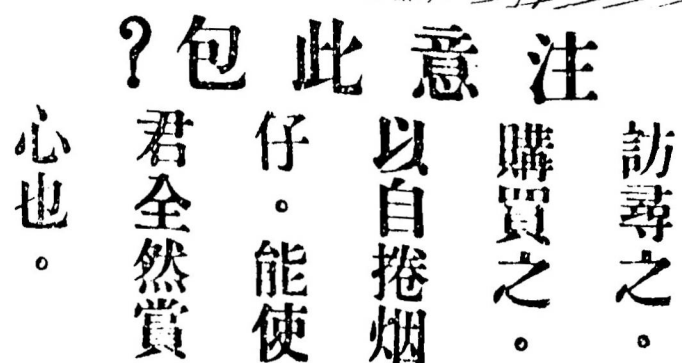 注意此包?
訪尋之。
購買之。
以自捲烟
仔。能使
君全然賞
心也。